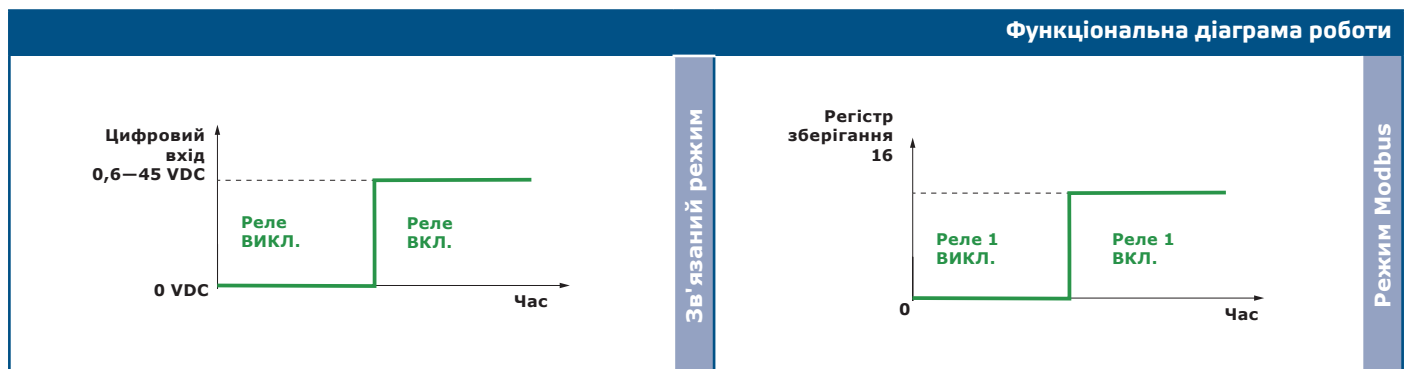 Функціональна діаграма роботи
Цифровий
вхід
0,6—45 VDC
Реле
ВИКЛ.
Реле
ВКЛ.
0 VDC
Час
Зв'язаний режим
Регістр
зберігання
16
Реле 1
ВИКЛ.
Реле 1
ВКЛ.
0
Час
Режим Modbus